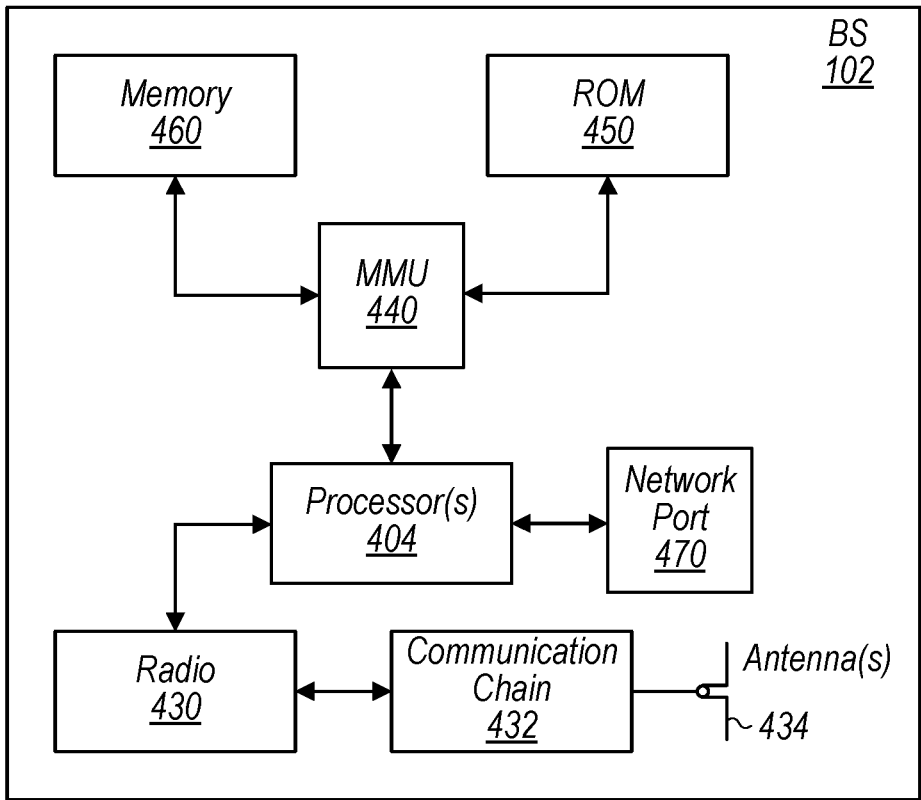 BS
102
Memory
460
ROM
450
MMU
440
Processor(s)
404
Network
Port
470
Radio
430
Communication
Chain
432
Antenna(s)
434